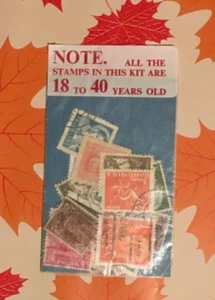 NOTE. ALL THE
STAMPS IN THIS KIT ARE
18 TO 40 YEARS OLD